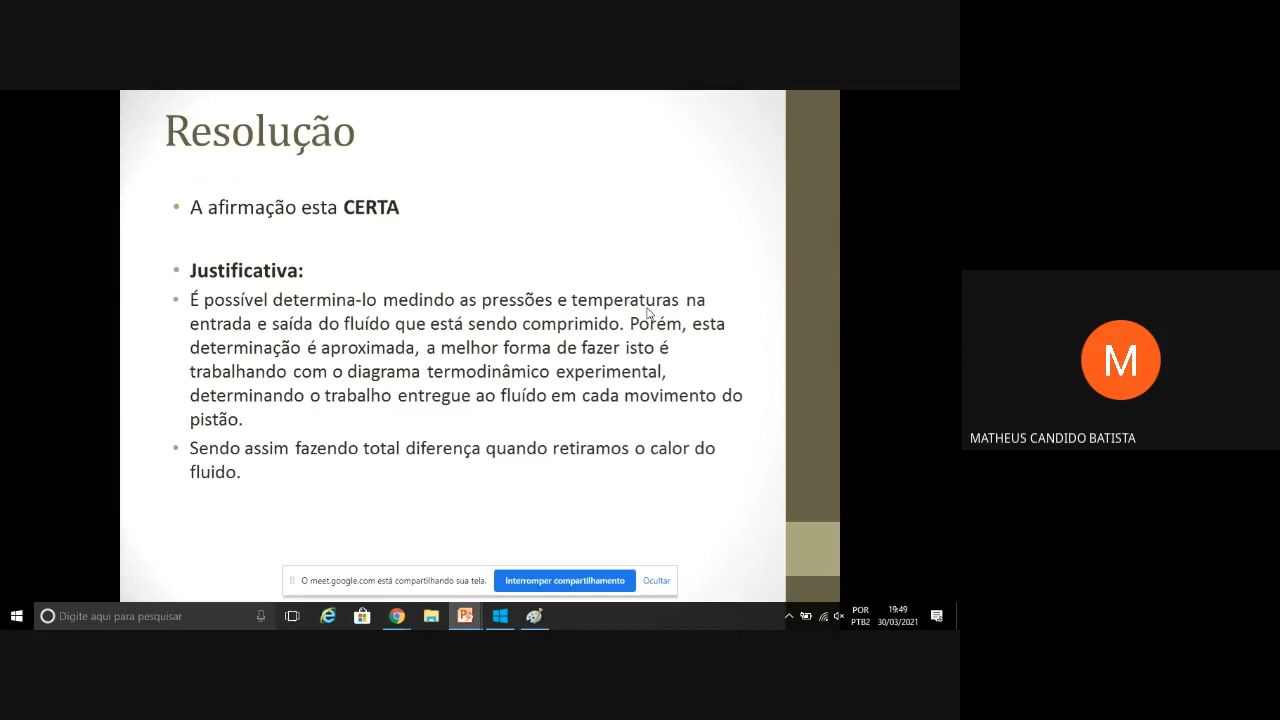 Resolução
• A afirmação esta CERTA
• Justificativa:
• É possível determina-lo medindo as pressões e temperaturas na
entrada e saída do fluído que está sendo comprimido. Porém, esta
determinação é aproximada, a melhor forma de fazer isto é
trabalhando com o diagrama termodinâmico experimental,
determinando o trabalho entregue ao fluído em cada movimento do
pistão.
• Sendo assim fazendo total diferença quando retiramos o calor do
fluido.
M
MATHEUS CANDIDO BATISTA
O meet.google.com está compartilhando sua tela.
Interromper compartilhamento
Ocultar
Digite aqui para pesquisar
POR
PTB2
19:49
30/03/2021